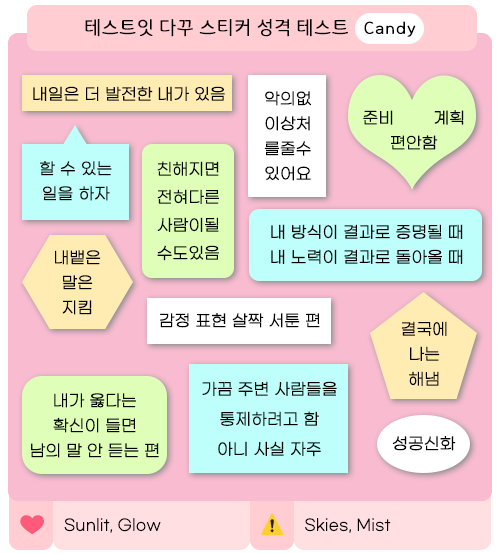 테스트잇 다꾸 스티커 성격 테스트 Candy
내일은 더 발전한 내가 있음
악의없
이상처
를줄수
있어요
준비 계획
편안함
할 수 있는
일을 하자
친해지면
전혀다른
사람이될
수도있음
내 방식이 결과로 증명될 때
내 노력이 결과로 돌아올 때
내뱉은
말은
지킴
감정 표현 살짝 서툰 편
결국에
나는
해냄
내가 옳다는
확신이 들면
남의 말 안 듣는 편
가끔 주변 사람들을
통제하려고 함
아니 사실 자주
성공신화
Sunlit, Glow
Skies, Mist